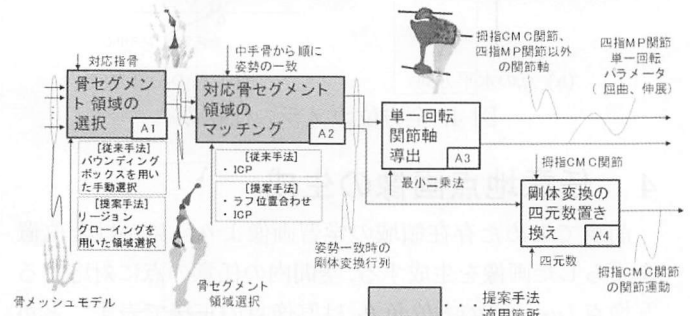 対応指骨
骨セグメン
ト領域の
選択
A1
[従来手法]
バウンディング
ボックスを用い
た手動選択
[提案手法]
リージョン
グローイングを
用いた領域選択
骨メッシュモデル
中手骨から順に
姿勢の一致
対応骨セグメント
領域の
マッチング
A2
[従来手法]
・ICP
[提案手法]
・ラフ位置合わせ
・ICP
骨セグメント
領域選択
姿勢一致時の
剛体変換行列
拇指CMC関節、
四指MP関節以外
の関節軸
単一回転
関節軸
導出
A3
最小二乗法
四指MP関節
単一回転
パラメータ
(屈曲、伸展)
拇指CMC関節
剛体変換の
四元数置き
換え
A4
四元数
拇指CMC関節
の関節運動
・・・提案手法
適用箇所